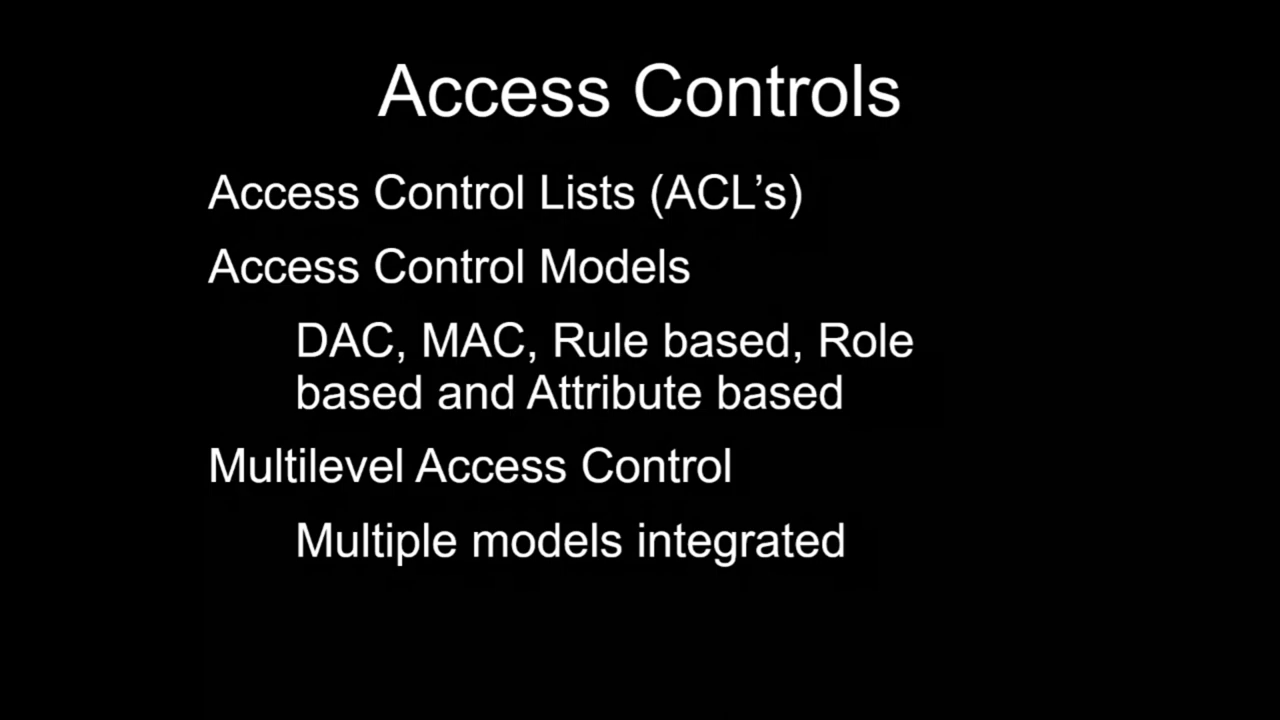 Access Controls
Access Control Lists (ACL’s)
Access Control Models
DAC, MAC, Rule based, Role
based and Attribute based
Multilevel Access Control
Multiple models integrated